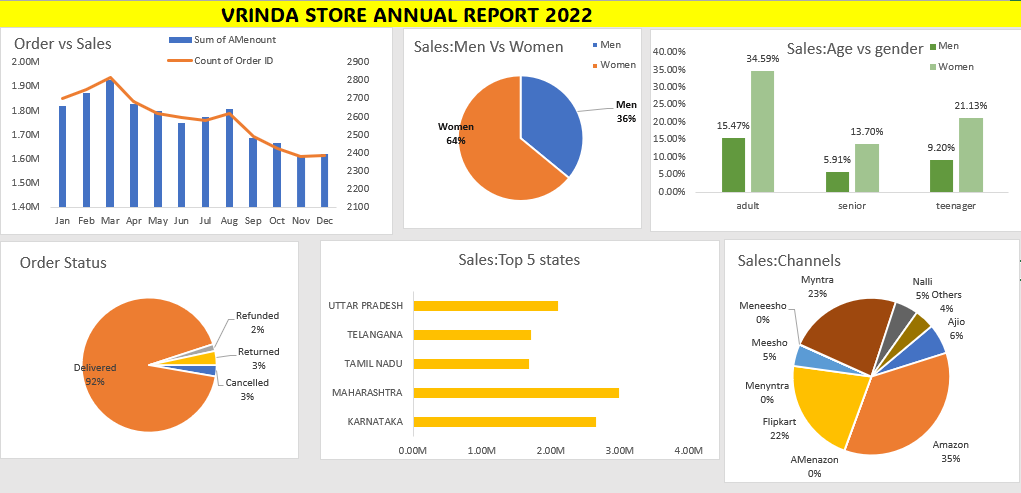 VRINDA STORE ANNUAL REPORT 2022
Order vs Sales
Sum of AMenount
Count of Order ID
2.00M
1.90M
1.80M
1.70M
1.60M
1.50M
1.40M
2900
2800
2700
2600
2500
2400
2300
2200
2100
Jan Feb Mar Apr May Jun Jul Aug Sep Oct Nov Dec
Sales:Men Vs Women
Men
Women
Men
36%
Women
64%
Sales:Age vs gender
Men
Women
40.00%
35.00%
30.00%
25.00%
20.00%
15.00%
10.00%
5.00%
0.00%
15.47%
34.59%
5.91%
13.70%
9.20%
21.13%
adult senior teenager
Order Status
Refunded
2%
Returned
3%
Cancelled
3%
Delivered
92%
Sales:Top 5 states
UTTAR PRADESH
TELANGANA
TAMIL NADU
MAHARASHTRA
KARNATAKA
0.00M 1.00M 2.00M 3.00M 4.00M
Sales:Channels
Myntra
23%
Nalli
5%
Others
4%
Ajio
6%
Meneesho
0%
Meesho
5%
Menyntra
0%
Flipkart
22%
AMenazon
0%
Amazon
35%